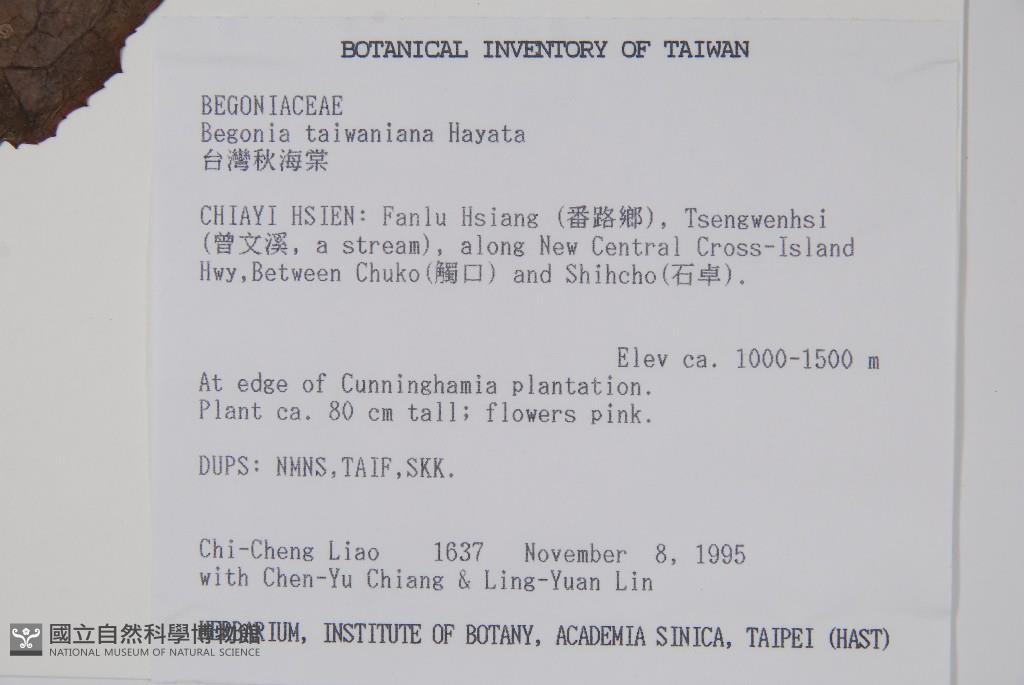 BOTANICAL INVENTORY OF TAIWAN
BEGONIACEAE
Begonia taiwaniana Hayata
台灣秋海棠
CHIAYI HSIEN: Fanlu Hsiang (番路鄉), Tsengwenhsi
(曾文溪, a stream), along New Central Cross-Island
Hwy,Between Chuko(觸口) and Shihcho(石卓).
Elev ca. 1000-1500 m
At edge of Cunninghamia plantation.
Plant ca. 80 cm tall; flowers pink.
DUPS: NMNS,TAIF,SKK.
Chi-Cheng Liao 1637 November 8, 1995
with Chen-Yu Chiang & Ling-Yuan Lin
HERBARIUM, INSTITUTE OF BOTANY, ACADEMIA SINICA, TAIPEI (HAST)
國立自然科學博物館
NATIONAL MUSEUM OF NATURAL SCIENCE